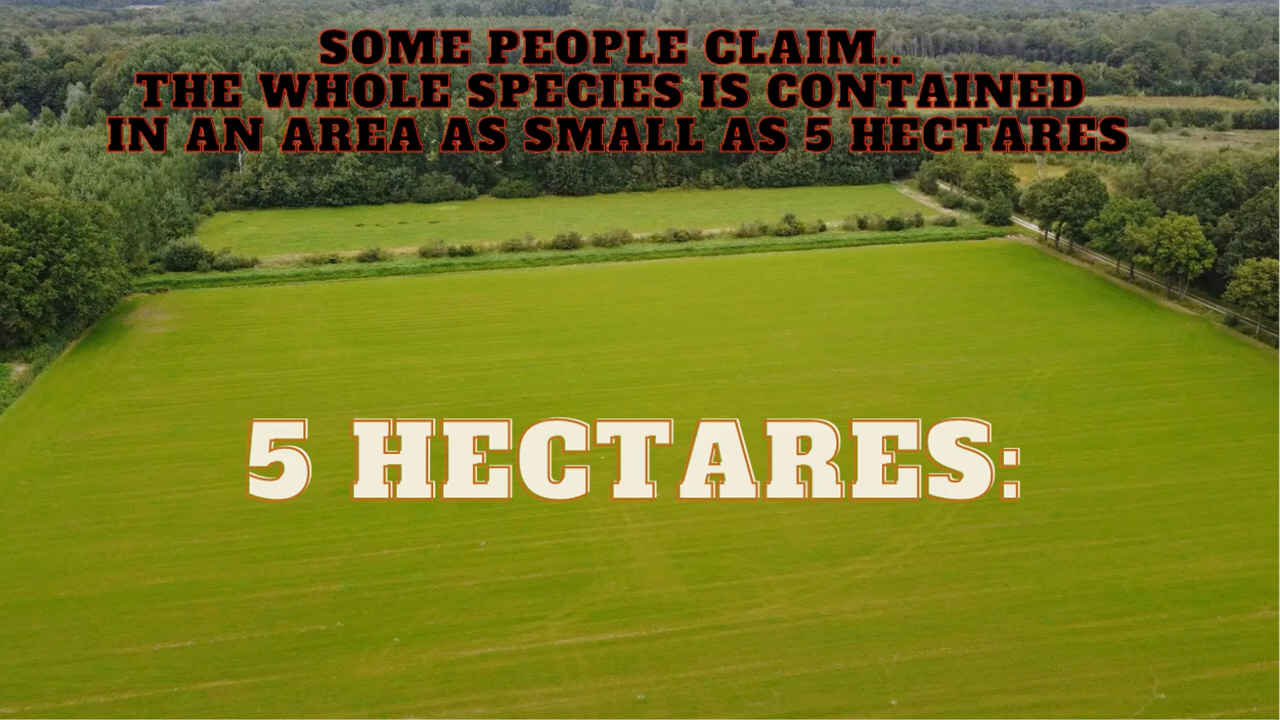 SOME PEOPLE CLAIM..
THE WHOLE SPECIES IS CONTAINED
IN AN AREA AS SMALL AS 5 HECTARES
5 HECTARES: